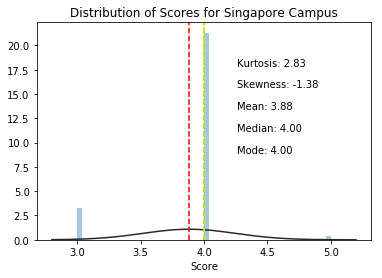 Distribution of Scores for Singapore Campus
20.0
17.5
15.0
12.5
10.0
7.5
5.0
2.5
0.0
Kurtosis: 2.83
Skewness: -1.38
Mean: 3.88
Median: 4.00
Mode: 4.00
3.0 3.5 4.0 4.5 5.0
Score